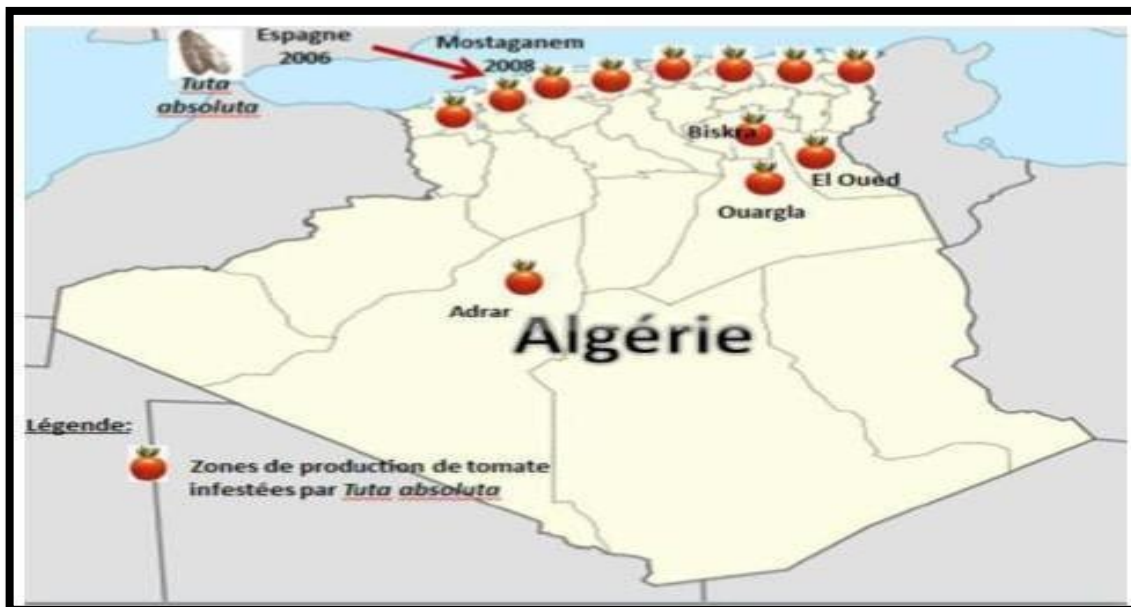 Espagne
2006
Mostaganem
2008
Tuta
absoluta
Biskra
El Oued
Ouargla
Adrar
Algérie
Légende:
Zones de production de tomate
infestées par Tuta absoluta